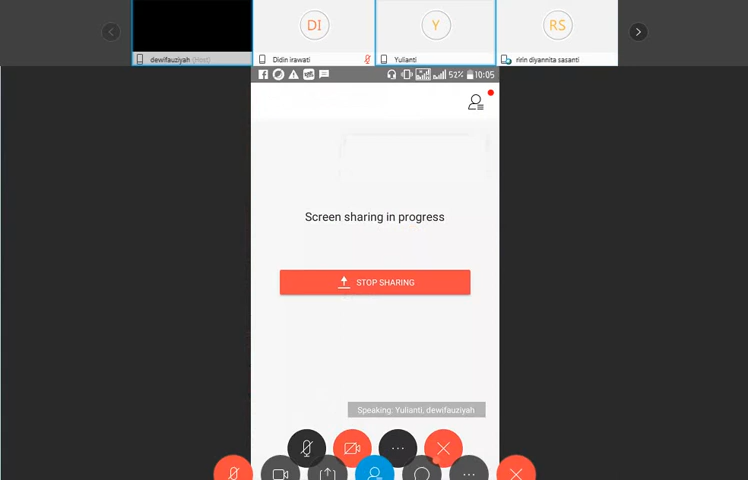 DI
Y
RS
dewifauziyah (Host)
Didin irawati
Yulianti
ririn diyannita sasanti
52% 10:05
Screen sharing in progress
STOP SHARING
Speaking: Yulianti, dewifauziyah